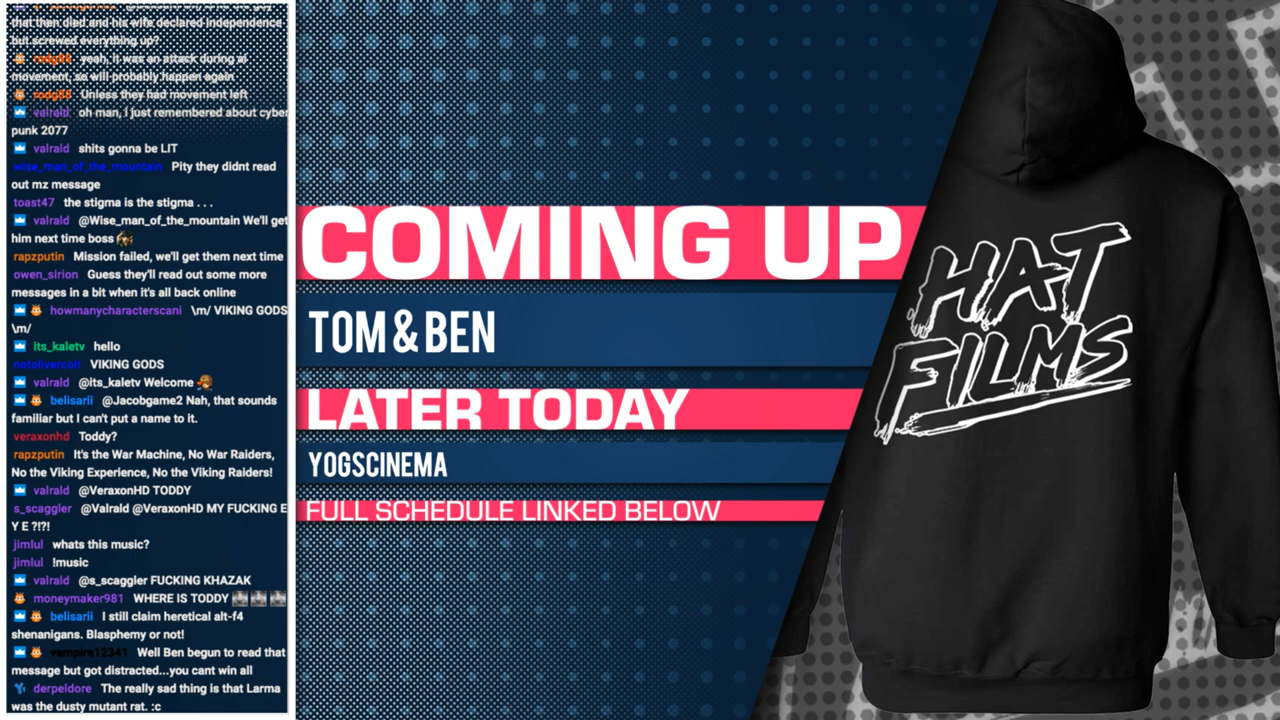 that then died and his wife declared independence
but screwed everything up?
rodg88 yeah, it was an attack during ai
movement, so will probably happen again
rodg88 Unless they had movement left
valrald oh man, i just remembered about cyber
punk 2077
valrald shits gonna be LIT
wise_man_of_the_mountain Pity they didnt read
out mz message
toast47 the stigma is the stigma . . .
valrald @Wise_man_of_the_mountain We'll get
him next time boss
rapzputin Mission failed, we'll get them next time
owen_sirion Guess they'll read out some more
messages in a bit when it's all back online
howmanycharacterscani \m/ VIKING GODS
\m/
its_kaletv hello
notolivercolt VIKING GODS
valrald @its_kaletv Welcome
belisarii @Jacobgame2 Nah, that sounds
familiar but I can't put a name to it.
veraxonhd Toddy?
rapzputin It's the War Machine, No War Raiders,
No the Viking Experience, No the Viking Raiders!
valrald @VeraxonHD TODDY
s_scaggler @Valrald @VeraxonHD MY FUCKING E
Y E ?!?!
jimlul whats this music?
jimlul !music
valrald @s_scaggler FUCKING KHAZAK
moneymaker981 WHERE IS TODDY
belisarii I still claim heretical alt-f4
shenanigans. Blasphemy or not!
vampire12341 Well Ben begun to read that
message but got distracted...you cant win all
derpeldore The really sad thing is that Larma
was the dusty mutant rat. :c
COMING UP
TOM & BEN
LATER TODAY
YOGSCINEMA
FULL SCHEDULE LINKED BELOW
HAT
FILMS